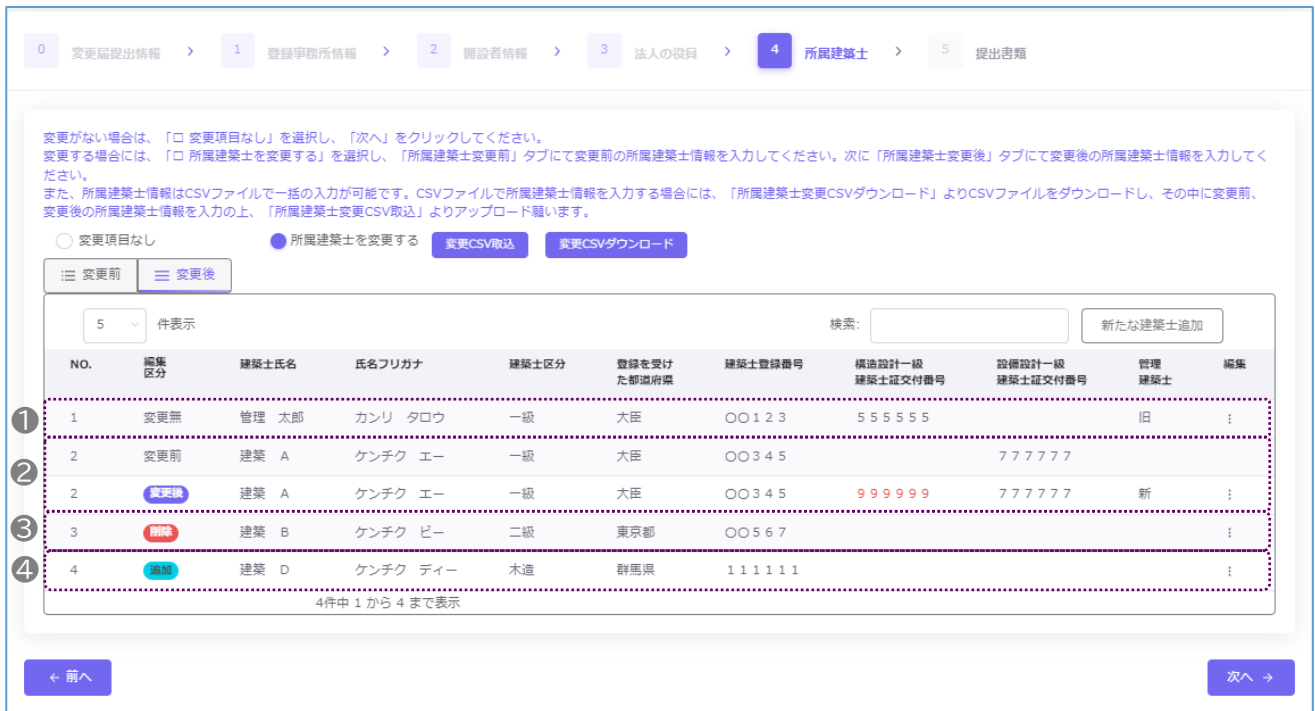 0 変更届提出情報 > 1 登録事務所情報 > 2 開設者情報 > 3 法人の役員 > 4 所属建築士 > 5 提出書類
変更がない場合は、「□ 変更項目なし」を選択し、「次へ」をクリックしてください。
変更する場合には、「□ 所属建築士を変更する」を選択し、「所属建築士変更前」タブにて変更前の所属建築士情報を入力してください。次に「所属建築士変更後」タブにて変更後の所属建築士情報を入力してく
ださい。
また、所属建築士情報はCSVファイルで一括の入力が可能です。CSVファイルで所属建築士情報を入力する場合には、「所属建築士変更CSVダウンロード」よりCSVファイルをダウンロードし、その中に変更前、
変更後の所属建築士情報を入力の上、「所属建築士変更CSV取込」よりアップロード願います。
変更項目なし 所属建築士を変更する 変更CSV取込 変更CSVダウンロード
変更前 変更後
5 件表示 検索: 新たな建築士追加
NO. 編集区分 建築士氏名 氏名フリガナ 建築士区分 登録を受けた都道府県 建築士登録番号 構造設計一級建築士証交付番号 設備設計一級建築士証交付番号 管理建築士 編集
❶ 1 変更無 管理 太郎 カンリ タロウ 一級 大臣 〇〇123 555555 旧 ⋮
❷ 2 変更前 建築 A ケンチク エー 一級 大臣 〇〇345 777777
2 変更後 建築 A ケンチク エー 一級 大臣 〇〇345 999999 777777 新 ⋮
❸ 3 削除 建築 B ケンチク ビー 二級 東京都 〇〇567 ⋮
❹ 4 追加 建築 D ケンチク ディー 木造 群馬県 111111 ⋮
4件中 1 から 4 まで表示
← 前へ 次へ →